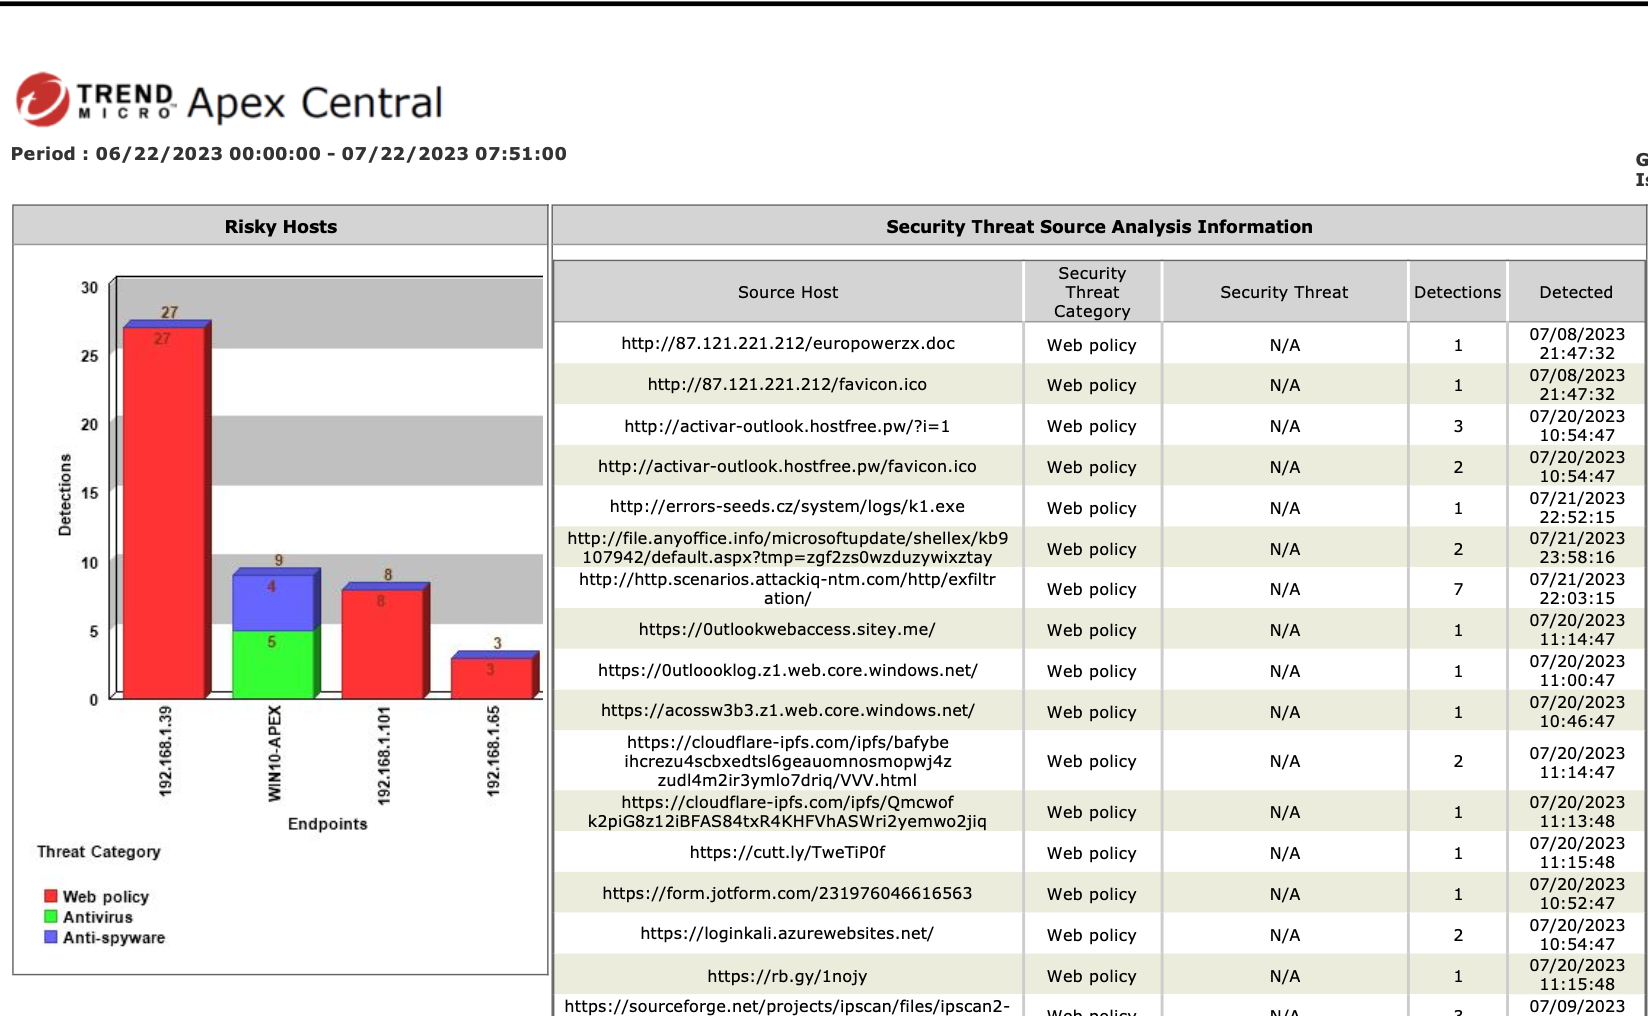 TREND MICRO™ Apex Central
Period : 06/22/2023 00:00:00 - 07/22/2023 07:51:00
G
Is
Risky Hosts
30
25
20
15
10
5
0
Detections
27
27
9
4
5
8
8
3
3
192.168.1.39
WIN10-APEX
192.168.1.101
192.168.1.65
Endpoints
Threat Category
Web policy
Antivirus
Anti-spyware
Security Threat Source Analysis Information
Source Host Security Threat Category Security Threat Detections Detected
http://87.121.221.212/europowerzx.doc Web policy N/A 1 07/08/2023 21:47:32
http://87.121.221.212/favicon.ico Web policy N/A 1 07/08/2023 21:47:32
http://activar-outlook.hostfree.pw/?i=1 Web policy N/A 3 07/20/2023 10:54:47
http://activar-outlook.hostfree.pw/favicon.ico Web policy N/A 2 07/20/2023 10:54:47
http://errors-seeds.cz/system/logs/k1.exe Web policy N/A 1 07/21/2023 22:52:15
http://file.anyoffice.info/microsoftupdate/shellex/kb9
107942/default.aspx?tmp=zgf2zs0wzduzywixztay Web policy N/A 2 07/21/2023 23:58:16
http://http.scenarios.attackiq-ntm.com/http/exfiltr
ation/ Web policy N/A 7 07/21/2023 22:03:15
https://0utlookwebaccess.sitey.me/ Web policy N/A 1 07/20/2023 11:14:47
https://0utloooklog.z1.web.core.windows.net/ Web policy N/A 1 07/20/2023 11:00:47
https://acossw3b3.z1.web.core.windows.net/ Web policy N/A 1 07/20/2023 10:46:47
https://cloudflare-ipfs.com/ipfs/bafybe
ihcrezu4scbxedtsl6geauomnosmopwj4z
zudl4m2ir3ymlo7driq/VVV.html Web policy N/A 2 07/20/2023 11:14:47
https://cloudflare-ipfs.com/ipfs/Qmcwof
k2piG8z12iBFAS84txR4KHFVhASWri2yemwo2jiq Web policy N/A 1 07/20/2023 11:13:48
https://cutt.ly/TweTiP0f Web policy N/A 1 07/20/2023 11:15:48
https://form.jotform.com/231976046616563 Web policy N/A 1 07/20/2023 10:52:47
https://loginkali.azurewebsites.net/ Web policy N/A 2 07/20/2023 10:54:47
https://rb.gy/1nojy Web policy N/A 1 07/20/2023 11:15:48
https://sourceforge.net/projects/ipscan/files/ipscan2- Web policy N/A 07/09/2023